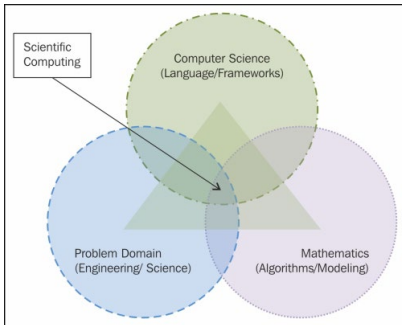 Scientific
Computing
Computer Science
(Language/Frameworks)
Problem Domain
(Engineering/ Science)
Mathematics
(Algorithms/Modeling)